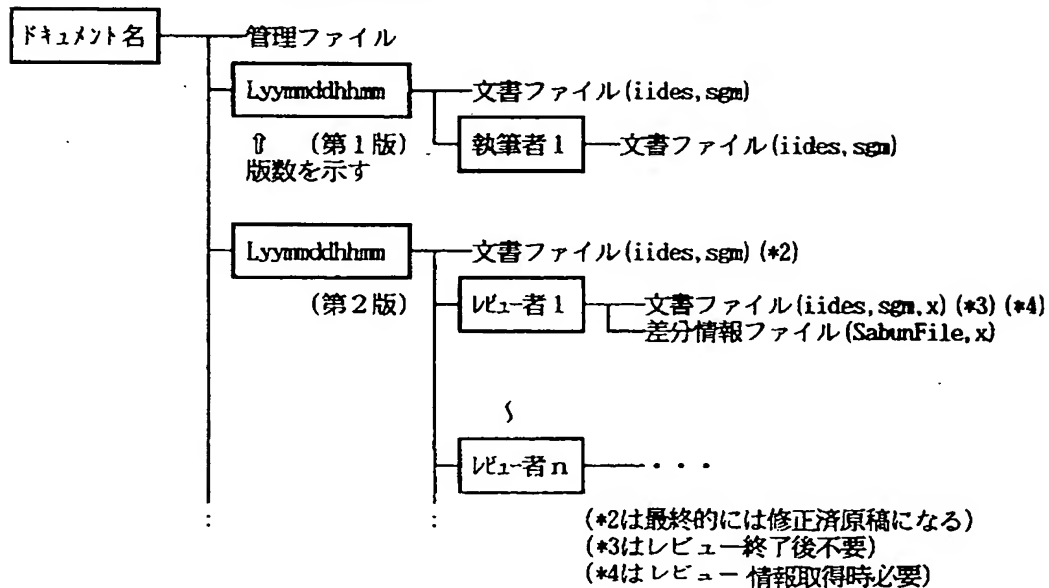 ドキュメント名
管理ファイル
Lyymmddhhmm
文書ファイル(iides,sgm)
⇧ (第1版)
版数を示す
執筆者1
文書ファイル(iides,sgm)
Lyymmddhhmm
文書ファイル(iides,sgm)(*2)
(第2版)
レビュー者1
文書ファイル(iides,sgm,x)(*3)(*4)
差分情報ファイル(SabunFile,x)
〜
レビュー者n
・・・
:
:
(*2は最終的には修正済原稿になる)
(*3はレビュー終了後不要)
(*4はレビュー情報取得時必要)